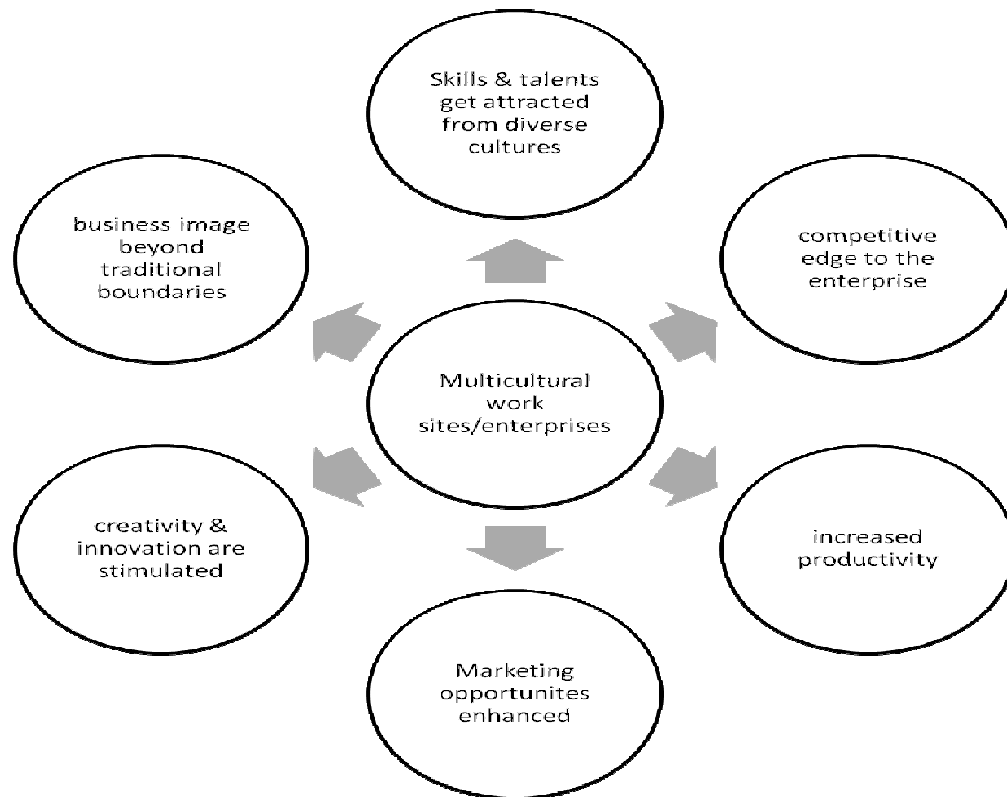 Skills & talents
get attracted
from diverse
cultures
business image
beyond
traditional
boundaries
competitive
edge to the
enterprise
Multicultural
work
sites/enterprises
creativity &
innovation are
stimulated
increased
productivity
Marketing
opportunites
enhanced